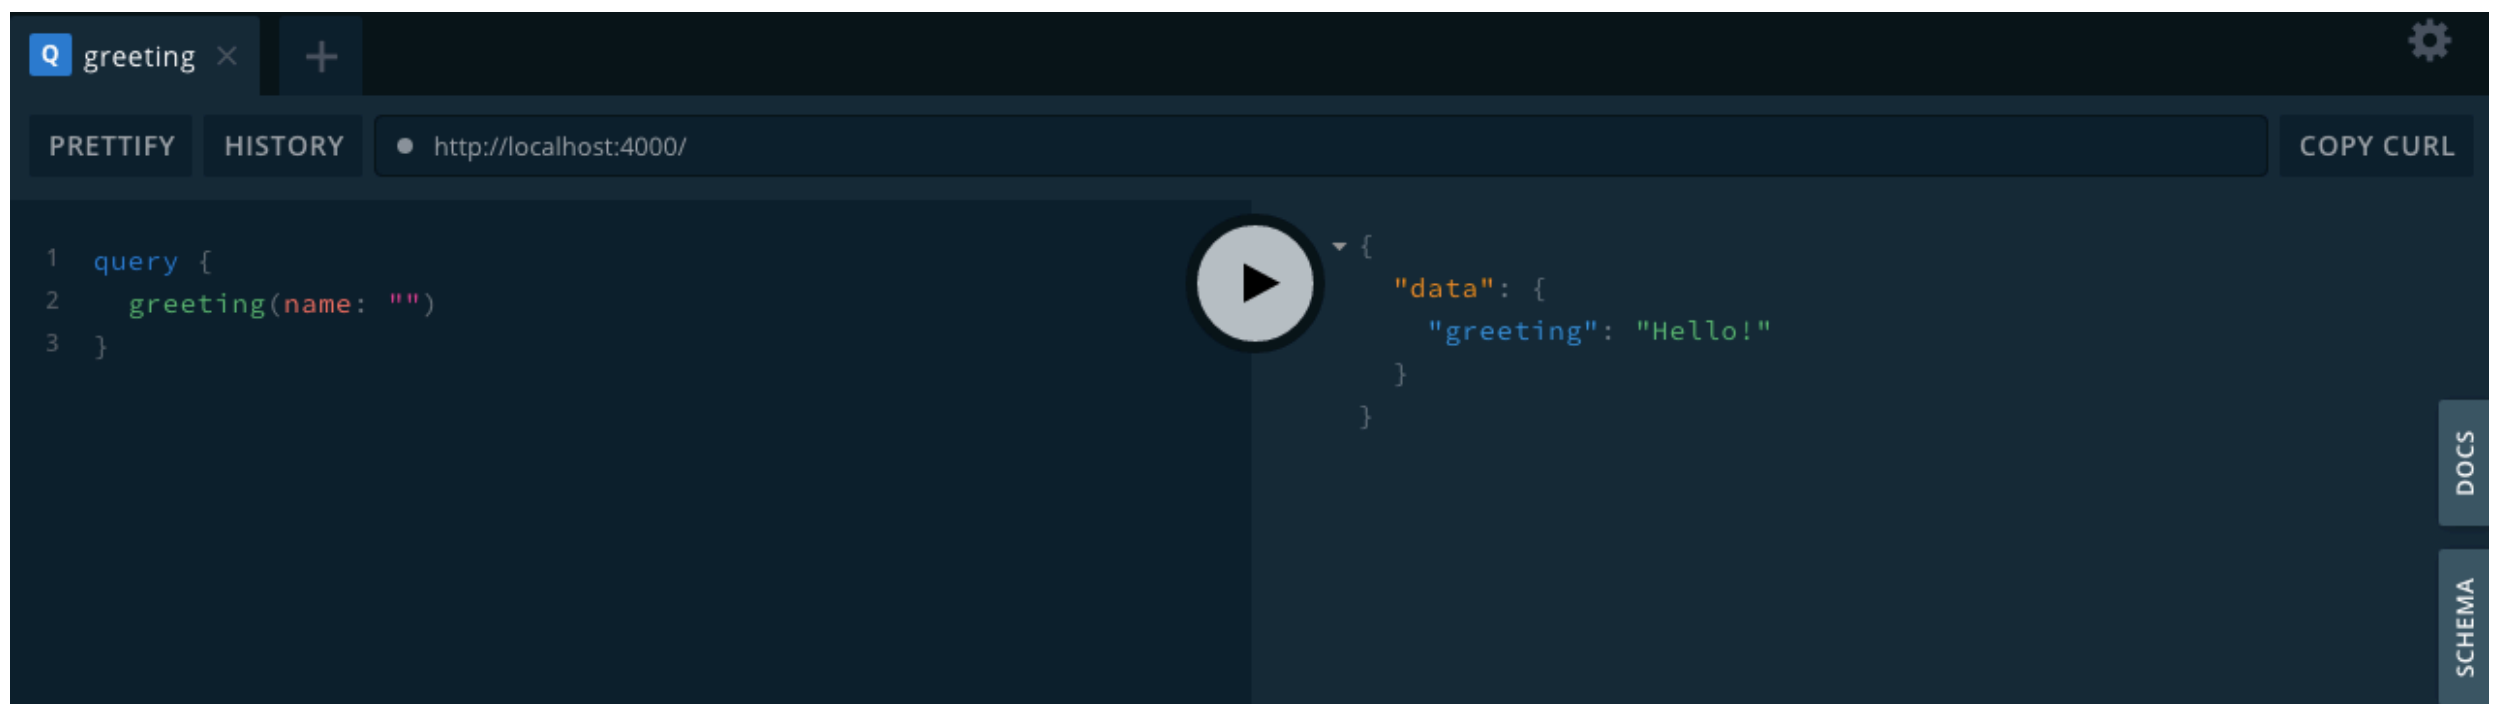 Q greeting × +
PRETTIFY HISTORY http://localhost:4000/ COPY CURL
1 query {
2   greeting(name: "")
3 }
{
  "data": {
    "greeting": "Hello!"
  }
}
DOCS
SCHEMA